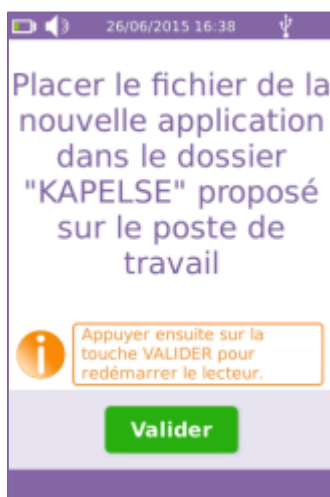 26/06/2015 16:38
Placer le fichier de la
nouvelle application
dans le dossier
"KAPELSE" proposé
sur le poste de
travail
Appuyer ensuite sur la
touche VALIDER pour
redémarrer le lecteur.
Valider